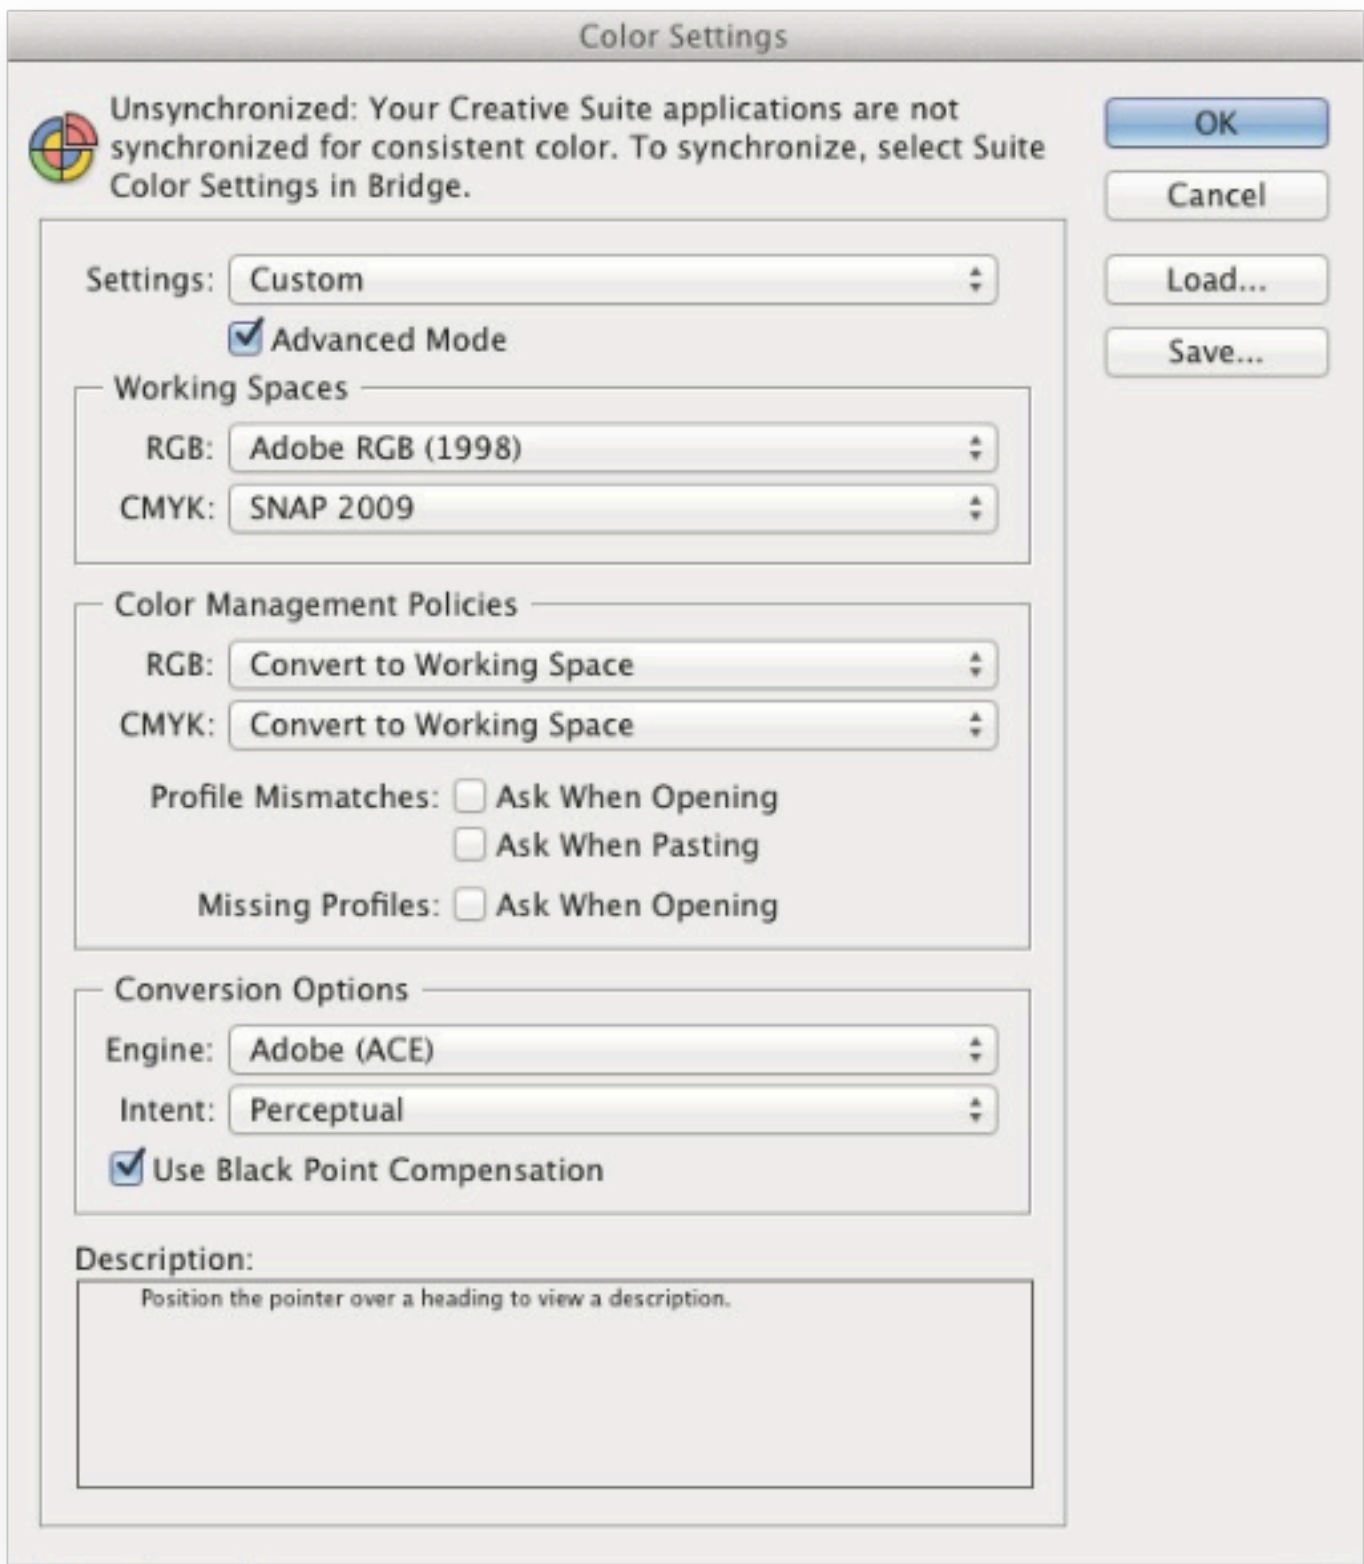 Color Settings
Unsynchronized: Your Creative Suite applications are not
synchronized for consistent color. To synchronize, select Suite
Color Settings in Bridge.
OK
Cancel
Load...
Save...
Settings: Custom
Advanced Mode
Working Spaces
RGB: Adobe RGB (1998)
CMYK: SNAP 2009
Color Management Policies
RGB: Convert to Working Space
CMYK: Convert to Working Space
Profile Mismatches: Ask When Opening
Ask When Pasting
Missing Profiles: Ask When Opening
Conversion Options
Engine: Adobe (ACE)
Intent: Perceptual
Use Black Point Compensation
Description:
Position the pointer over a heading to view a description.